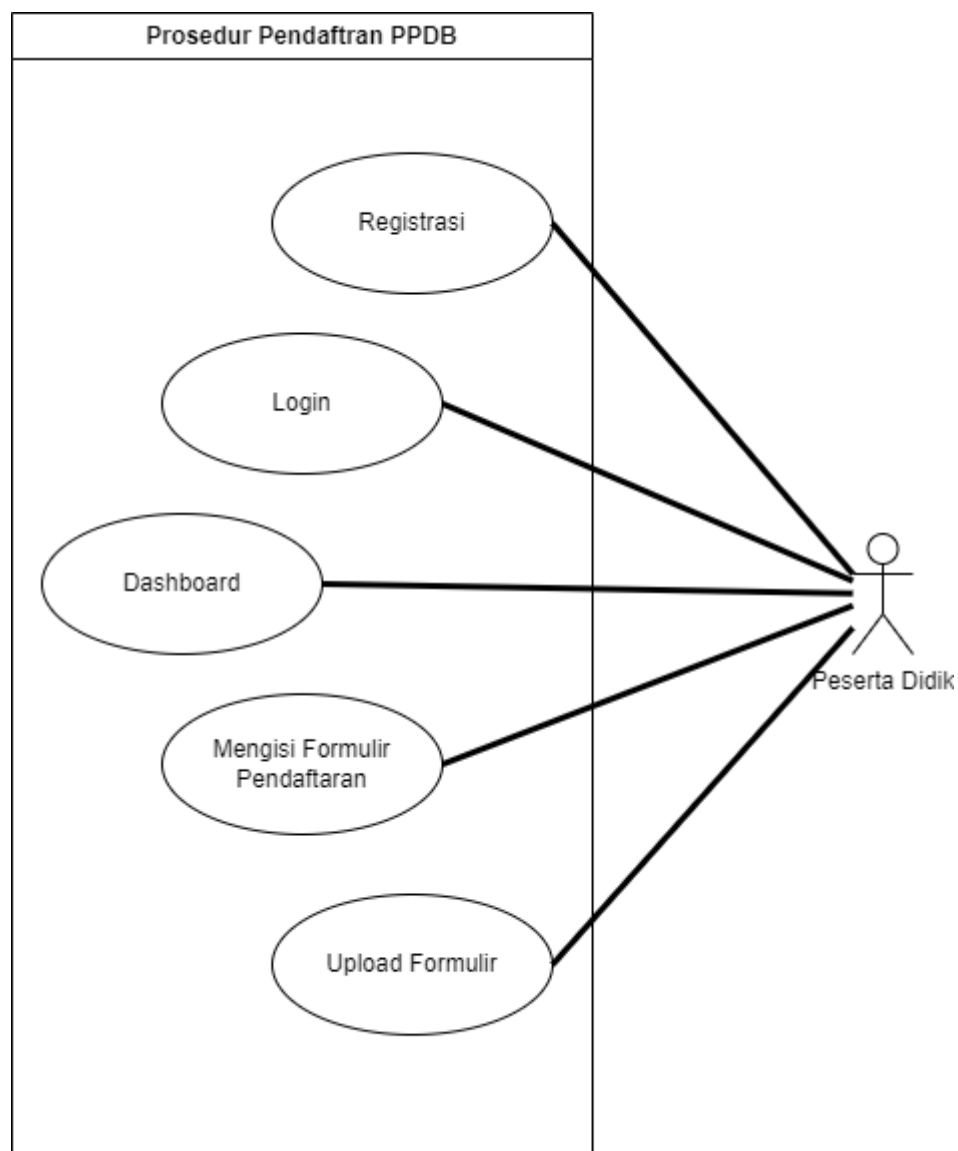 Prosedur Pendaftran PPDB
Registrasi
Login
Dashboard
Mengisi Formulir
Pendaftaran
Upload Formulir
Peserta Didik